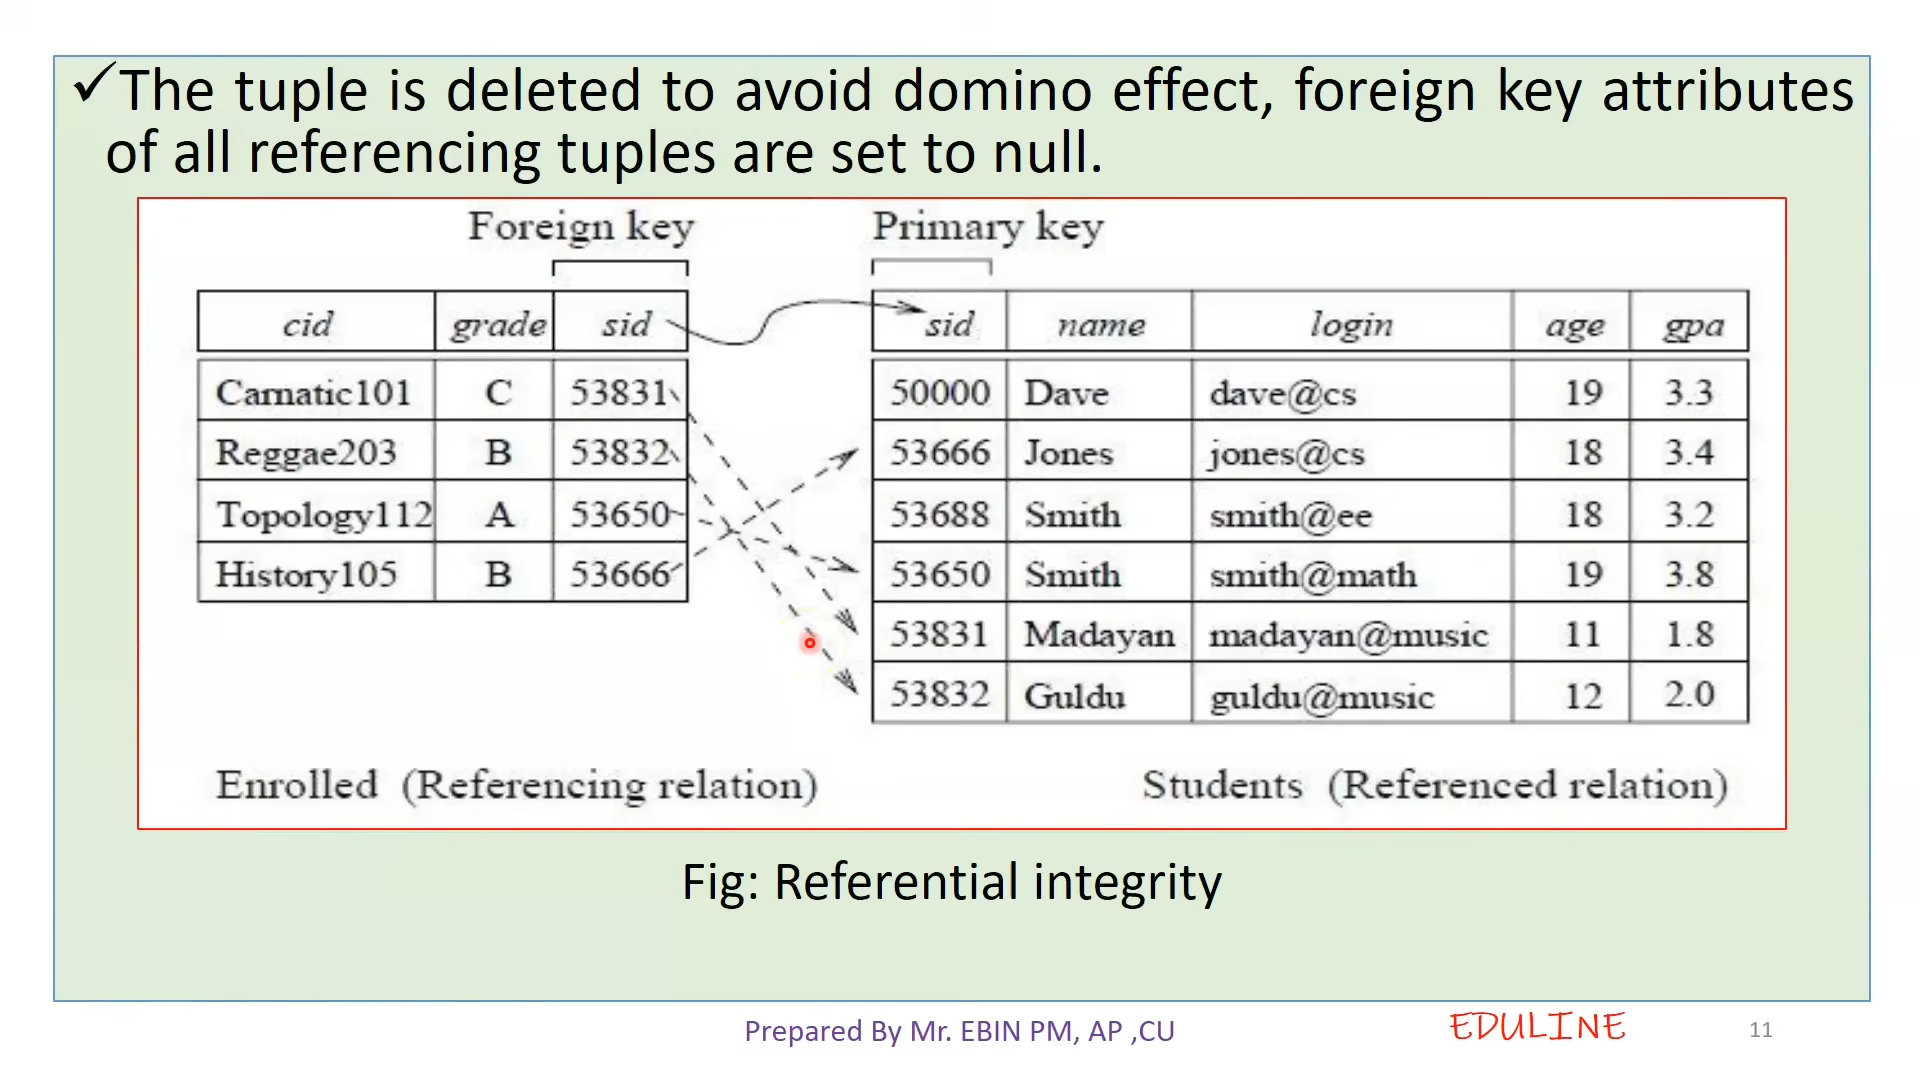 ✓The tuple is deleted to avoid domino effect, foreign key attributes
of all referencing tuples are set to null.
Foreign key Primary key
cid grade sid
Carnatic101 C 53831
Reggae203 B 53832
Topology112 A 53650
History105 B 53666
sid name login age gpa
50000 Dave dave@cs 19 3.3
53666 Jones jones@cs 18 3.4
53688 Smith smith@ee 18 3.2
53650 Smith smith@math 19 3.8
53831 Madayan madayan@music 11 1.8
53832 Guldu guldu@music 12 2.0
Enrolled (Referencing relation) Students (Referenced relation)
Fig: Referential integrity
Prepared By Mr. EBIN PM, AP ,CU EDULINE 11